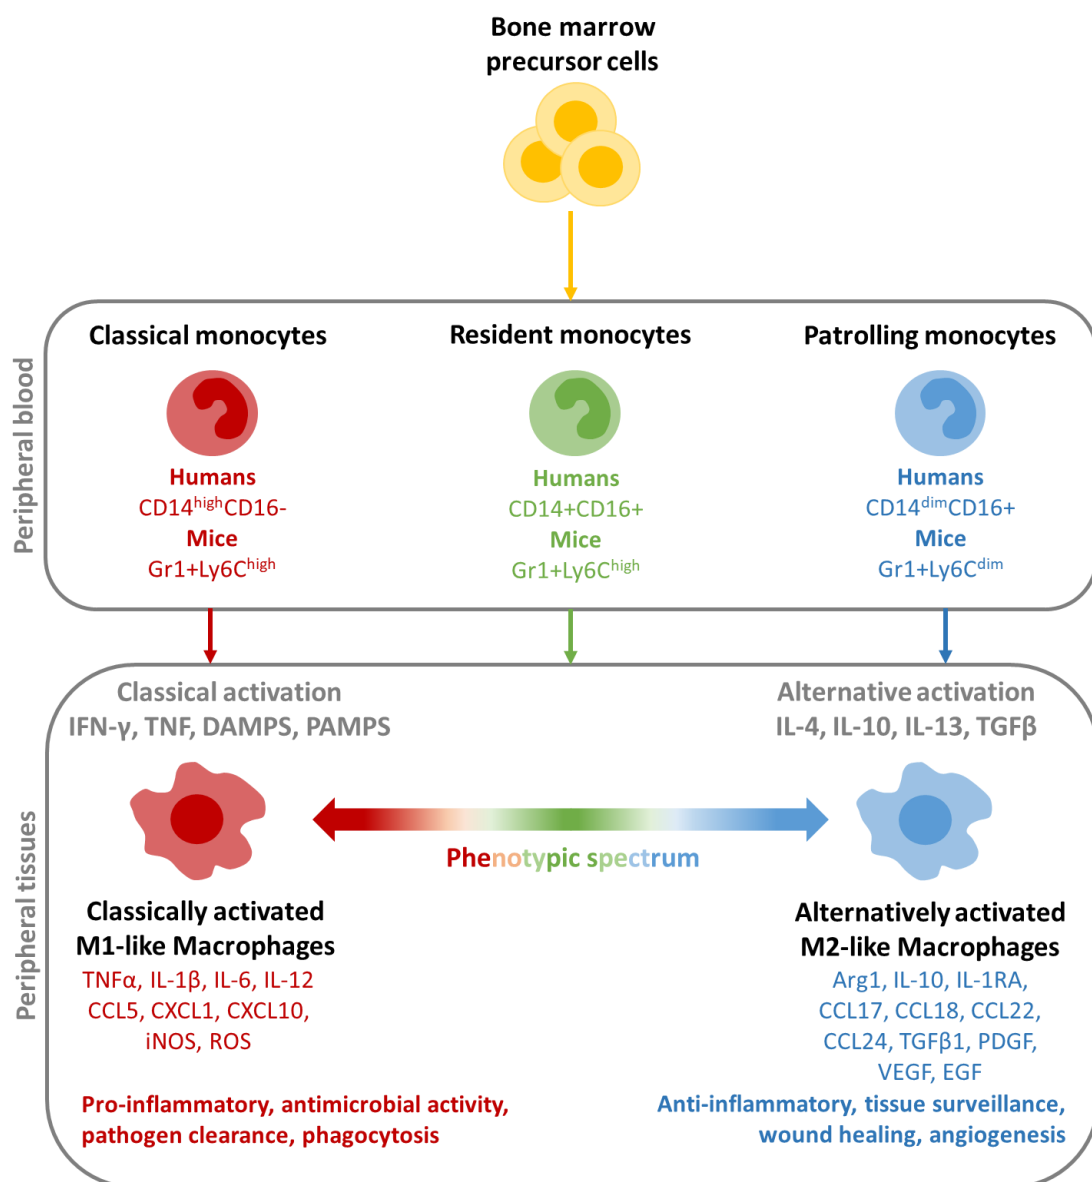 Bone marrow
precursor cells
Peripheral blood
Classical monocytes
Humans
CD14highCD16-
Mice
Gr1+Ly6Chigh
Resident monocytes
Humans
CD14+CD16+
Mice
Gr1+Ly6Chigh
Patrolling monocytes
Humans
CD14dimCD16+
Mice
Gr1+Ly6Cdim
Peripheral tissues
Classical activation
IFN-γ, TNF, DAMPS, PAMPS
Alternative activation
IL-4, IL-10, IL-13, TGFβ
Phenotypic spectrum
Classically activated
M1-like Macrophages
TNFα, IL-1β, IL-6, IL-12
CCL5, CXCL1, CXCL10,
iNOS, ROS
Pro-inflammatory, antimicrobial activity,
pathogen clearance, phagocytosis
Alternatively activated
M2-like Macrophages
Arg1, IL-10, IL-1RA,
CCL17, CCL18, CCL22,
CCL24, TGFβ1, PDGF,
VEGF, EGF
Anti-inflammatory, tissue surveillance,
wound healing, angiogenesis